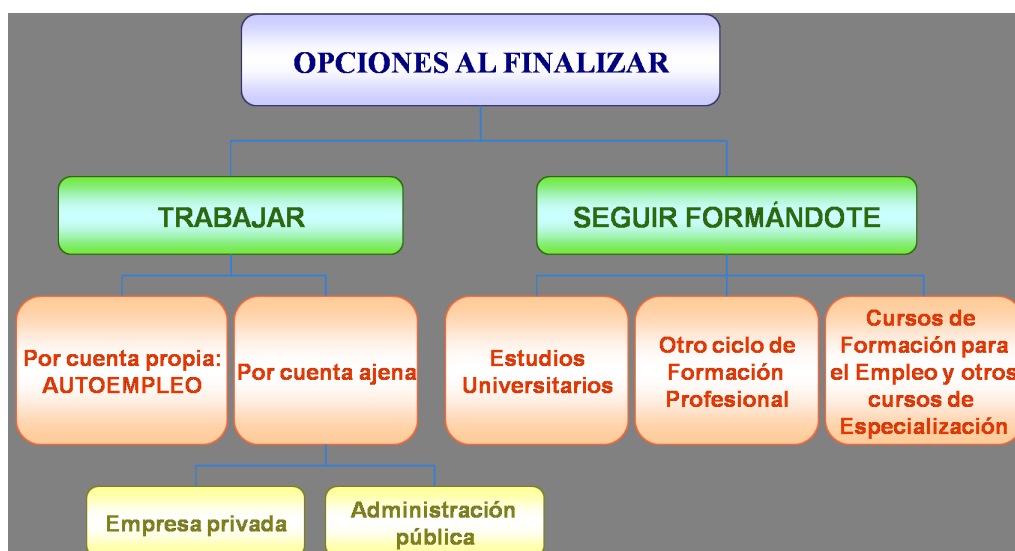 OPCIONES AL FINALIZAR
TRABAJAR
SEGUIR FORMÁNDOTE
Por cuenta propia:
AUTOEMPLEO
Por cuenta ajena
Estudios
Universitarios
Otro ciclo de
Formación
Profesional
Cursos de
Formación para
el Empleo y otros
cursos de
Especialización
Empresa privada
Administración
pública